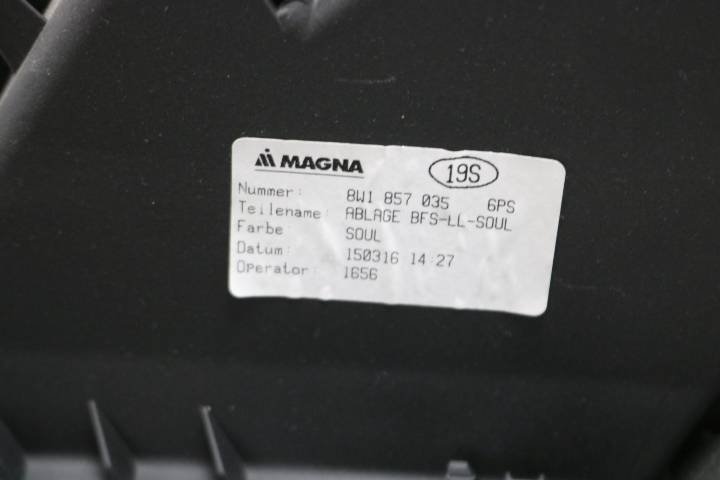 MAGNA
19S
Nummer: 8W1 857 035 6PS
Teilename: ABLAGE BFS-LL-SOUL
Farbe SOUL
Datum: 150316 14:27
Operator: 1656